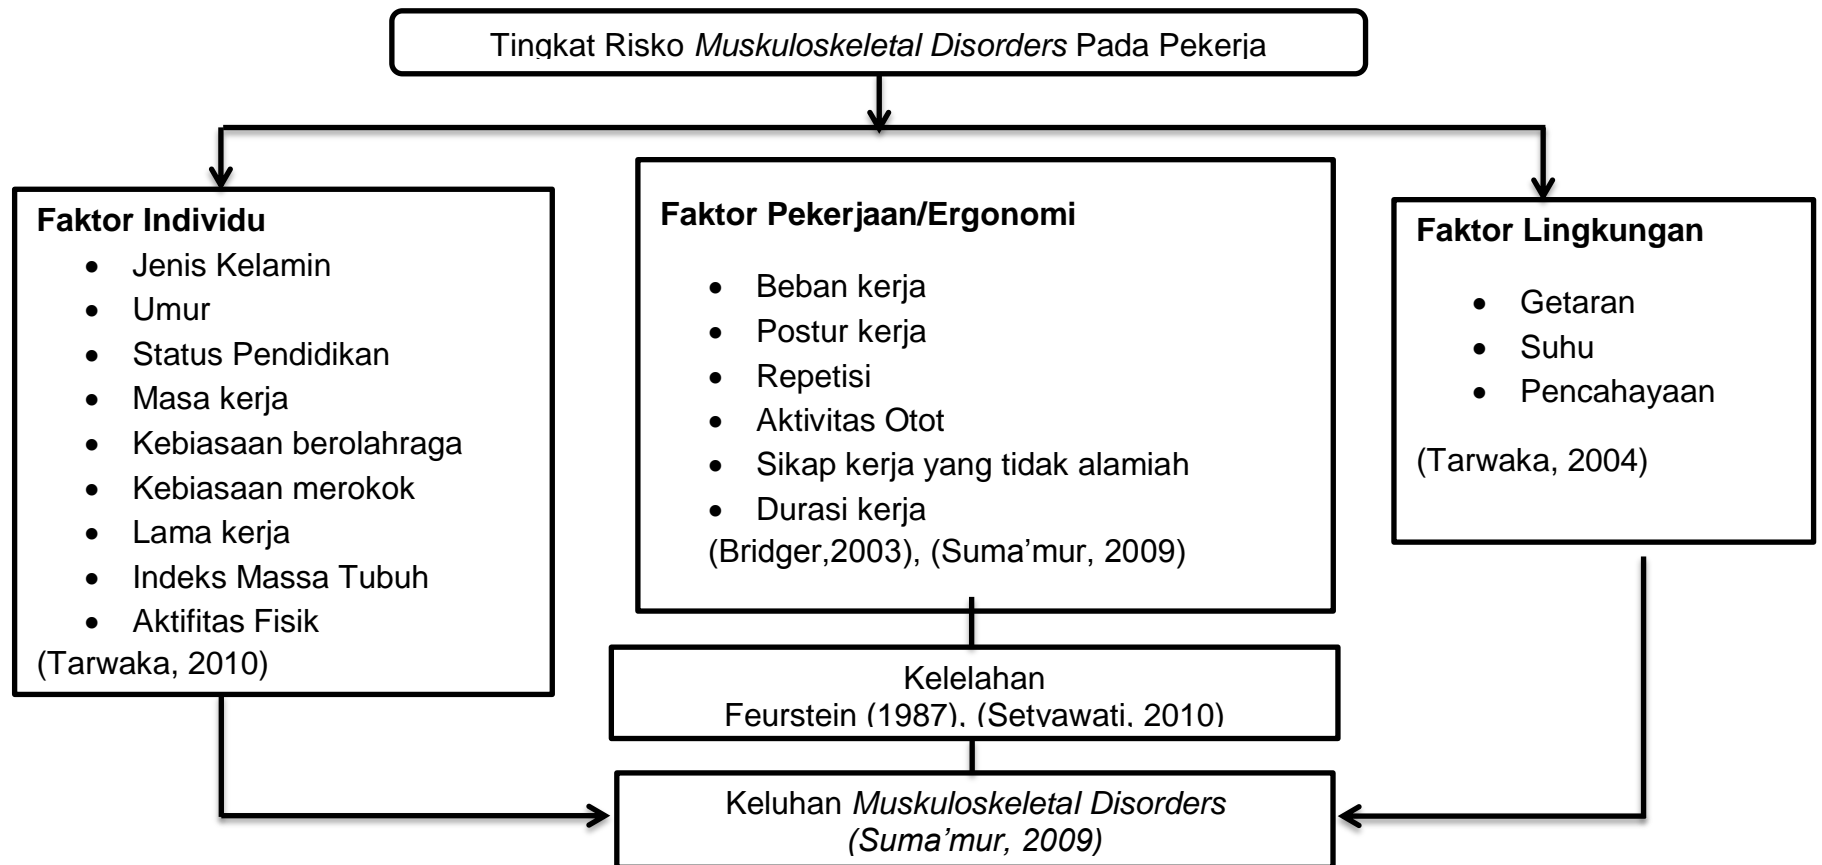 Tingkat Risko Muskuloskeletal Disorders Pada Pekerja
Faktor Individu
• Jenis Kelamin
• Umur
• Status Pendidikan
• Masa kerja
• Kebiasaan berolahraga
• Kebiasaan merokok
• Lama kerja
• Indeks Massa Tubuh
• Aktifitas Fisik
(Tarwaka, 2010)
Faktor Pekerjaan/Ergonomi
• Beban kerja
• Postur kerja
• Repetisi
• Aktivitas Otot
• Sikap kerja yang tidak alamiah
• Durasi kerja
(Bridger,2003), (Suma’mur, 2009)
Faktor Lingkungan
• Getaran
• Suhu
• Pencahayaan
(Tarwaka, 2004)
Kelelahan
Feurstein (1987), (Setyawati, 2010)
Keluhan Muskuloskeletal Disorders
(Suma’mur, 2009)